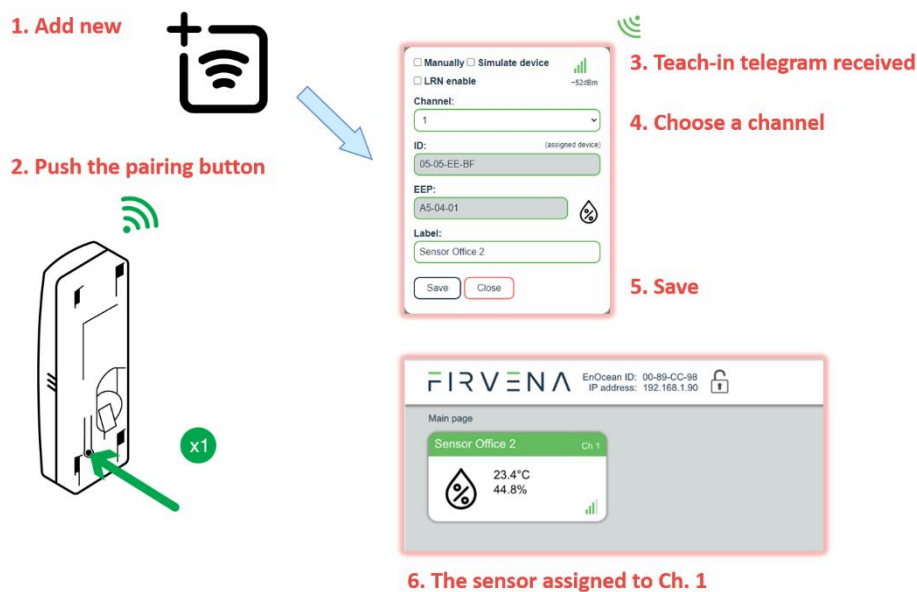 1. Add new
2. Push the pairing button
x1
Manually Simulate device
LRN enable
~52dBm
3. Teach-in telegram received
Channel:
1
4. Choose a channel
ID: (assigned device)
05-05-EE-BF
EEP:
A5-04-01
%
Label:
Sensor Office 2
Save Close
5. Save
FIRVENA
EnOcean ID: 00-89-CC-98
IP address: 192.168.1.90
Main page
Sensor Office 2 Ch 1
%
23.4°C
44.8%
6. The sensor assigned to Ch. 1